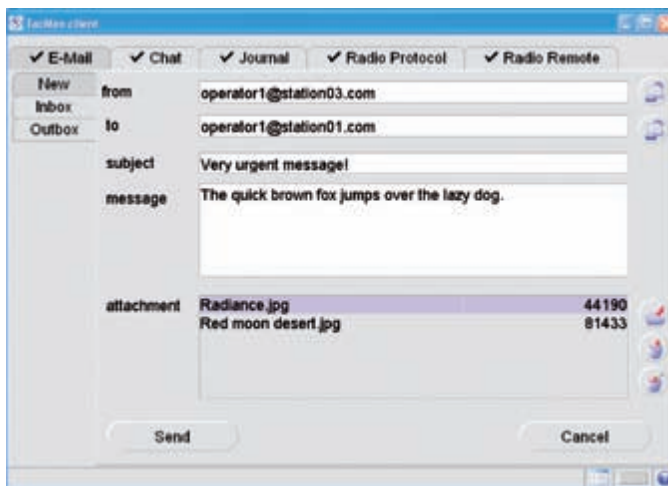 TacMan client
E-Mail Chat Journal Radio Protocol Radio Remote
New
Inbox
Outbox
from operator1@station03.com
to operator1@station01.com
subject Very urgent message!
message The quick brown fox jumps over the lazy dog.
attachment Radiance.jpg 44190
Red moon desert.jpg 81433
Send Cancel